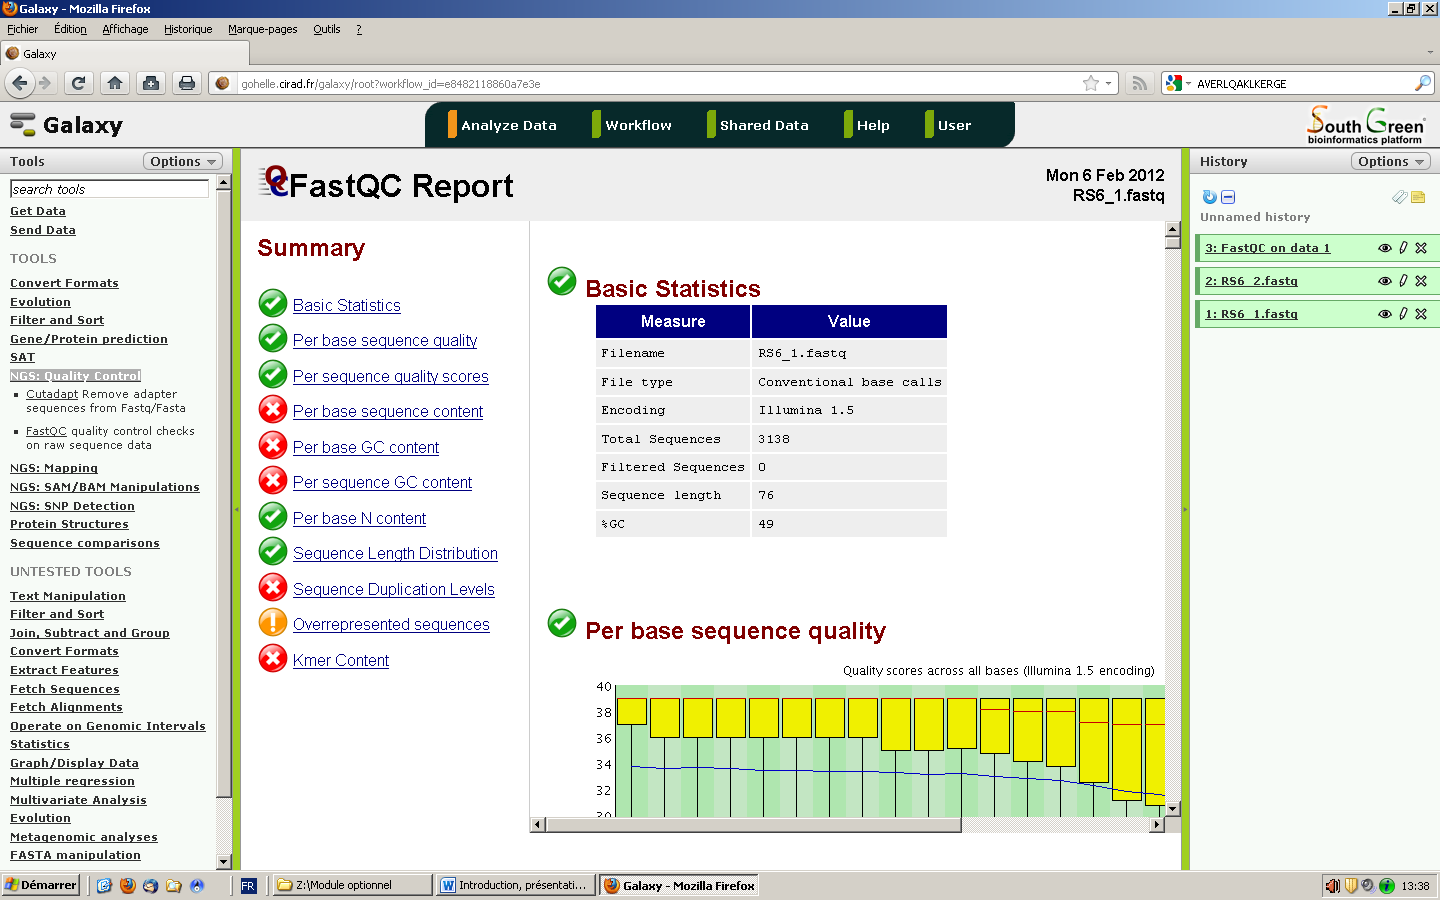 Galaxy - Mozilla Firefox
Fichier Édition Affichage Historique Marque-pages Outils ?
Galaxy
gohelle.cirad.fr/galaxy/root?workflow_id=e8482118860a7e3e
AVERLQAKLKERGE
Galaxy
Analyze Data Workflow Shared Data Help User
South Green
bioinformatics platform
Tools Options
search tools
Get Data
Send Data
TOOLS
Convert Formats
Evolution
Filter and Sort
Gene/Protein prediction
SAT
NGS: Quality Control
Cutadapt Remove adapter
sequences from Fastq/Fasta
FastQC quality control checks
on raw sequence data
NGS: Mapping
NGS: SAM/BAM Manipulations
NGS: SNP Detection
Protein Structures
Sequence comparisons
UNTESTED TOOLS
Text Manipulation
Filter and Sort
Join, Subtract and Group
Convert Formats
Extract Features
Fetch Sequences
Fetch Alignments
Operate on Genomic Intervals
Statistics
Graph/Display Data
Multiple regression
Multivariate Analysis
Evolution
Metagenomic analyses
FASTA manipulation
QC FastQC Report
Mon 6 Feb 2012
RS6_1.fastq
Summary
Basic Statistics
Per base sequence quality
Per sequence quality scores
Per base sequence content
Per base GC content
Per sequence GC content
Per base N content
Sequence Length Distribution
Sequence Duplication Levels
Overrepresented sequences
Kmer Content
Basic Statistics
Measure Value
Filename RS6_1.fastq
File type Conventional base calls
Encoding Illumina 1.5
Total Sequences 3138
Filtered Sequences 0
Sequence length 76
%GC 49
Per base sequence quality
Quality scores across all bases (Illumina 1.5 encoding)
40
38
36
34
32
30
History Options
Unnamed history
3: FastQC on data 1
2: RS6_2.fastq
1: RS6_1.fastq
Démarrer FR Z:\Module optionnel Introduction, présentati... Galaxy - Mozilla Firefox 13:38